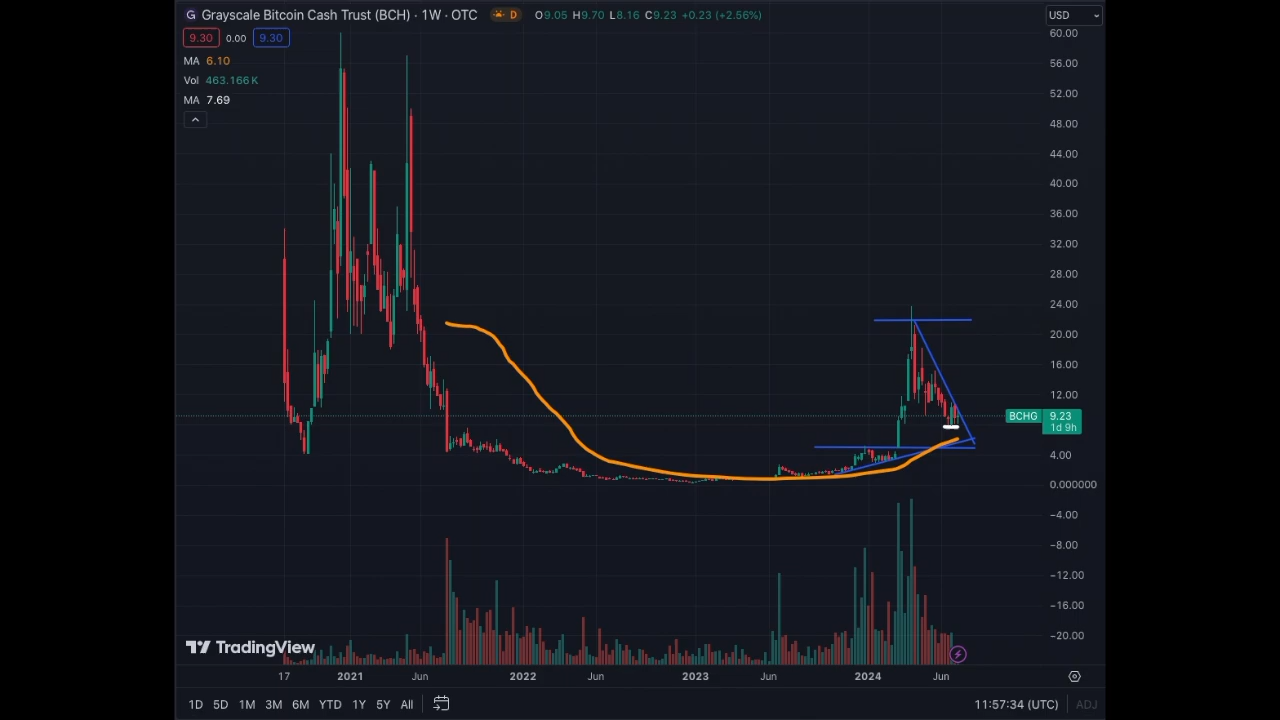 Grayscale Bitcoin Cash Trust (BCH) · 1W · OTC D O9.05 H9.70 L8.16 C9.23 +0.23 (+2.56%)
USD
9.30 0.00 9.30
MA 6.10
Vol 463.166 K
MA 7.69
60.00
56.00
52.00
48.00
44.00
40.00
36.00
32.00
28.00
24.00
20.00
16.00
12.00
BCHG 9.23
1d 9h
4.00
0.000000
−4.00
−8.00
−12.00
−16.00
−20.00
TradingView
17 2021 Jun 2022 Jun 2023 Jun 2024 Jun
1D 5D 1M 3M 6M YTD 1Y 5Y All 11:57:34 (UTC) ADJ